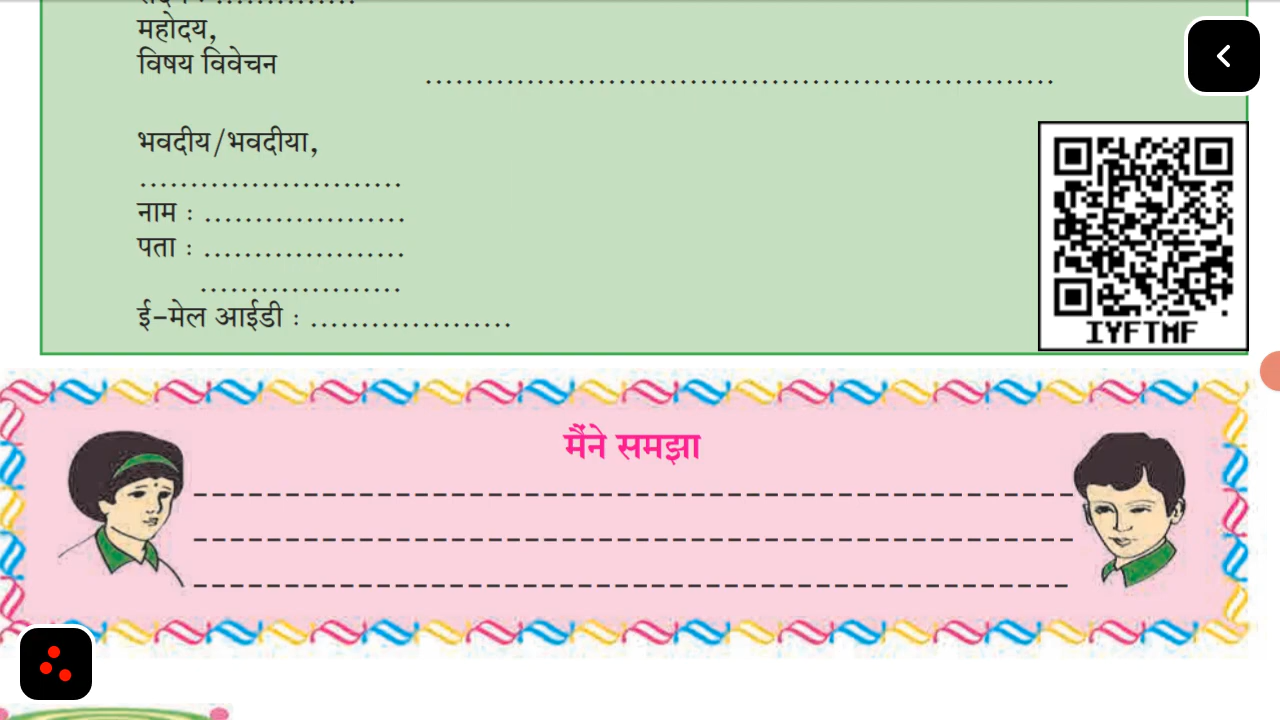 महोदय,
विषय विवेचन
..............................................................
भवदीय/भवदीया,
..........................
नाम : ....................
पता : ....................
....................
ई-मेल आईडी : ....................
IYFTMF
मैंने समझा